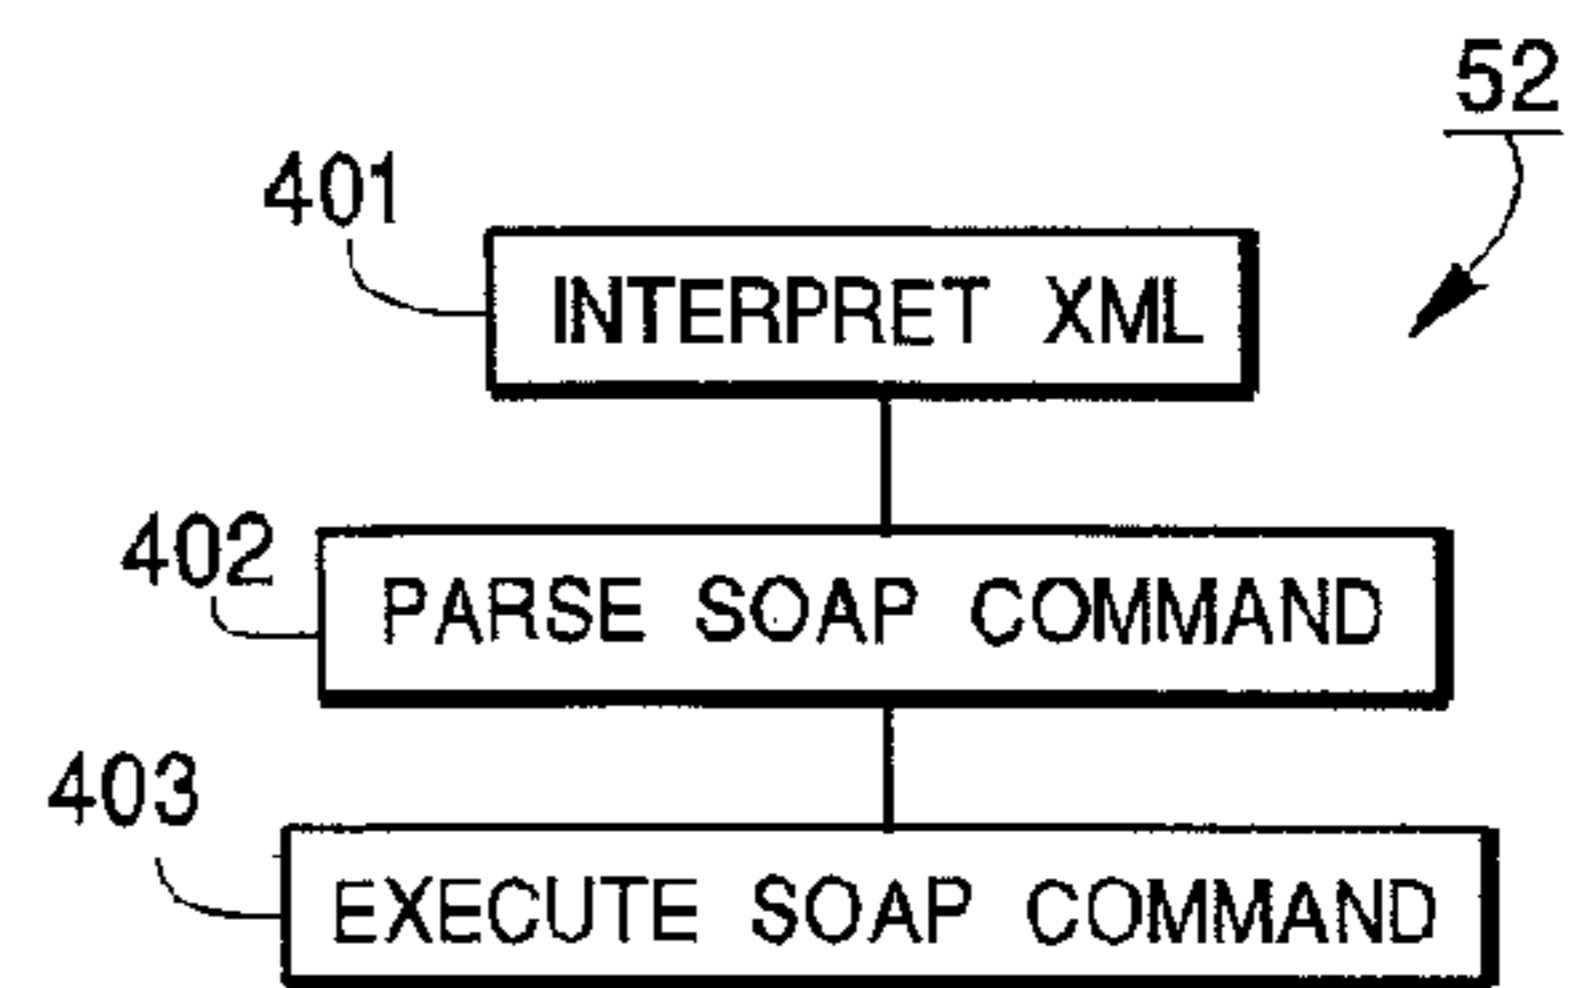 52
401
INTERPRET XML
402
PARSE SOAP COMMAND
403
EXECUTE SOAP COMMAND